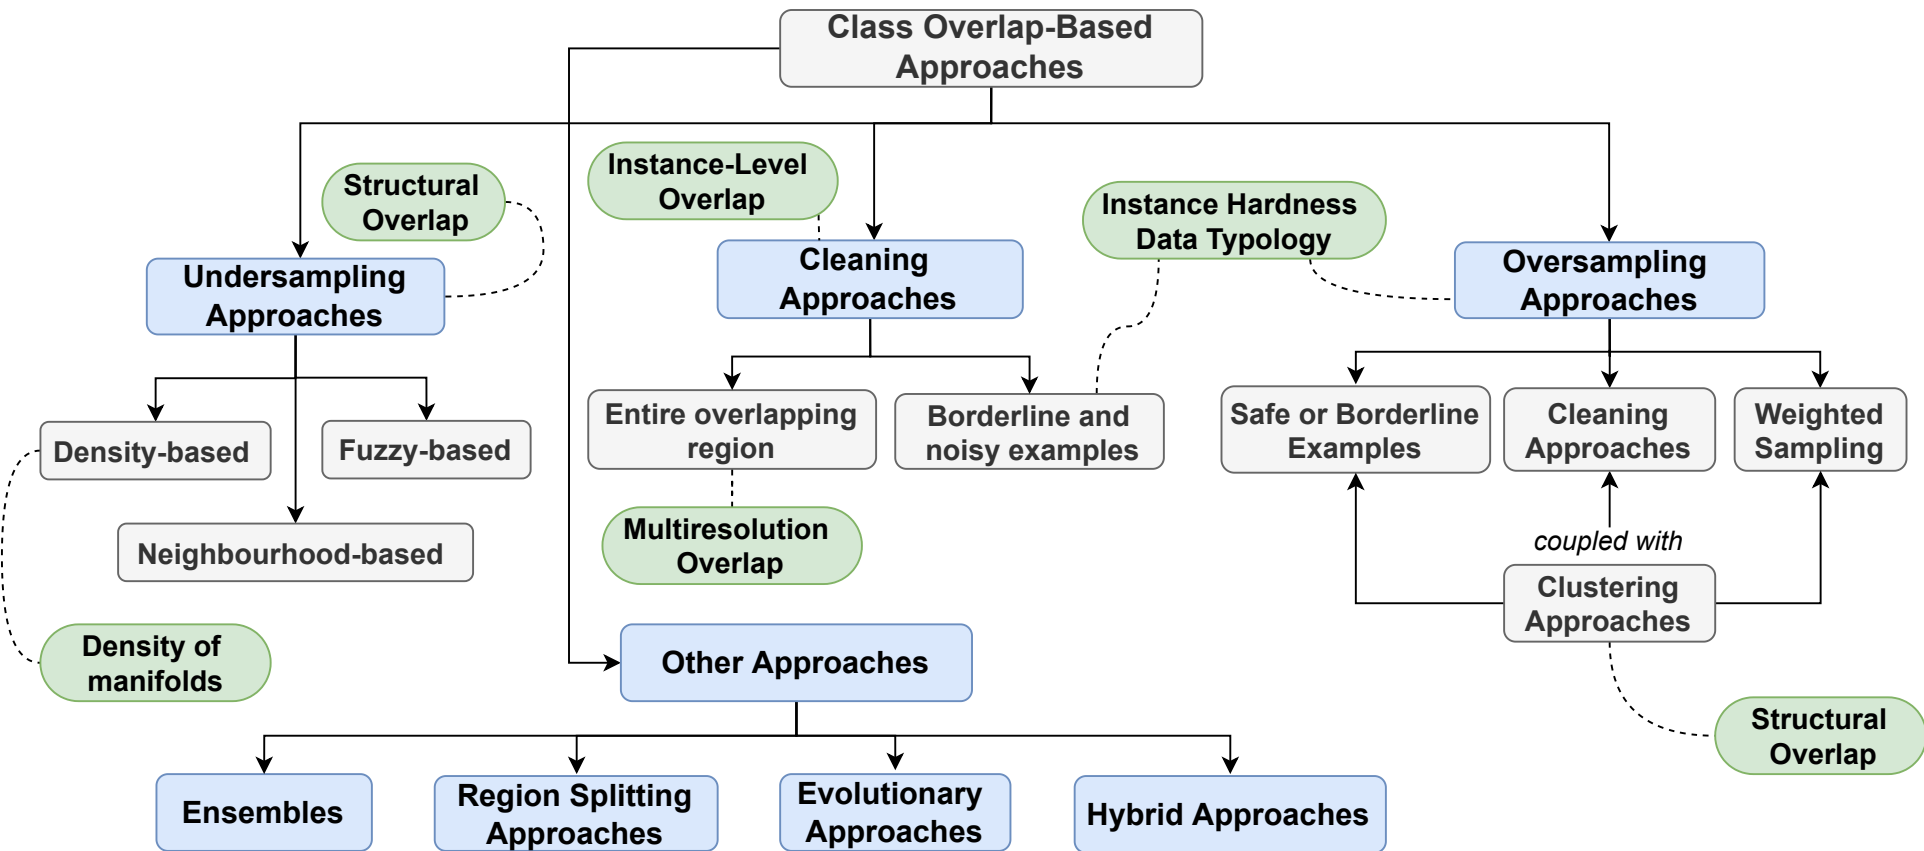 Class Overlap-Based
Approaches
Structural
Overlap
Instance-Level
Overlap
Instance Hardness
Data Typology
Undersampling
Approaches
Cleaning
Approaches
Oversampling
Approaches
Density-based
Fuzzy-based
Neighbourhood-based
Entire overlapping
region
Borderline and
noisy examples
Safe or Borderline
Examples
Cleaning
Approaches
Weighted
Sampling
Multiresolution
Overlap
coupled with
Clustering
Approaches
Density of
manifolds
Other Approaches
Structural
Overlap
Ensembles
Region Splitting
Approaches
Evolutionary
Approaches
Hybrid Approaches